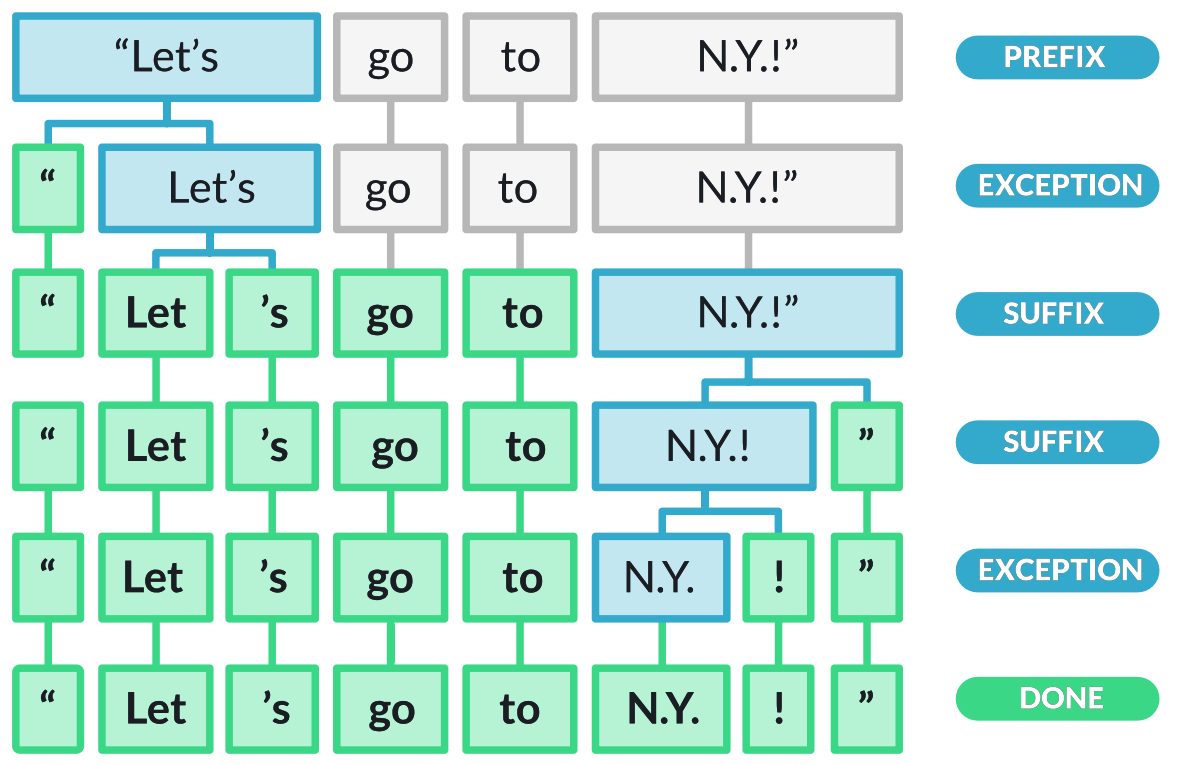 “Let’s go to N.Y.!” PREFIX
“ Let’s go to N.Y.!” EXCEPTION
“ Let ’s go to N.Y.!” SUFFIX
“ Let ’s go to N.Y.! ” SUFFIX
“ Let ’s go to N.Y. ! ” EXCEPTION
“ Let ’s go to N.Y. ! ” DONE